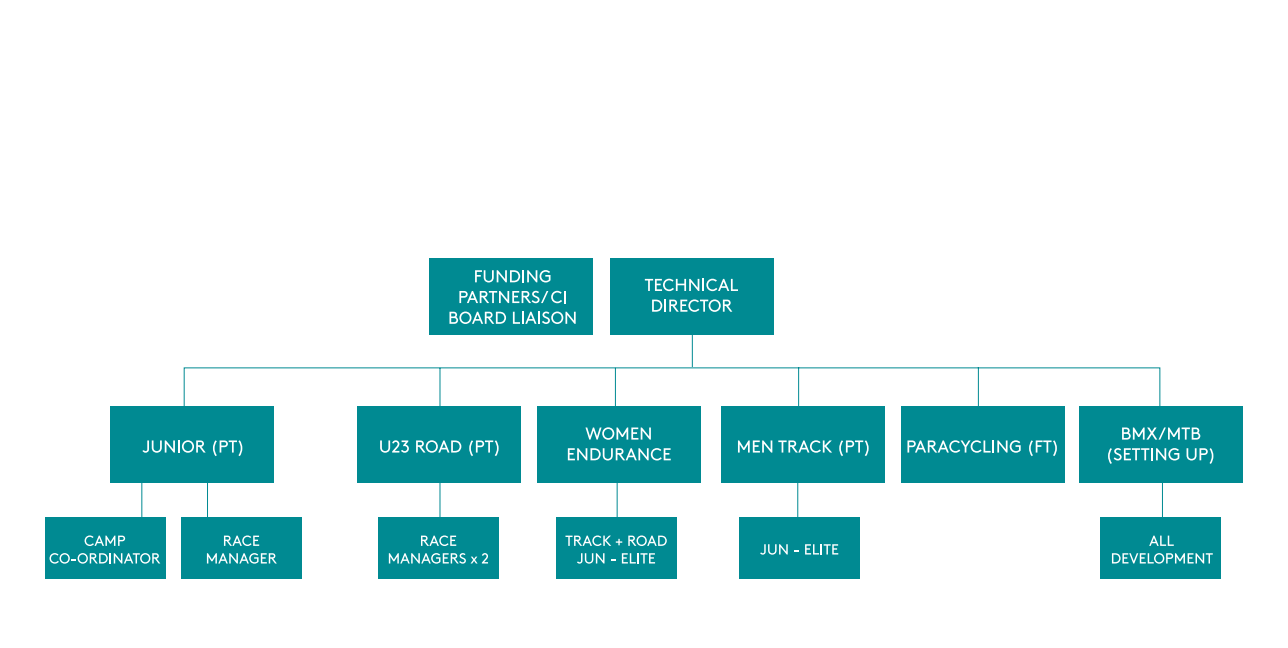 FUNDING
PARTNERS/CI
BOARD LIAISON
TECHNICAL
DIRECTOR
JUNIOR (PT)
U23 ROAD (PT)
WOMEN
ENDURANCE
MEN TRACK (PT)
PARACYCLING (FT)
BMX/MTB
(SETTING UP)
CAMP
CO-ORDINATOR
RACE
MANAGER
RACE
MANAGERS x 2
TRACK + ROAD
JUN - ELITE
JUN - ELITE
ALL
DEVELOPMENT